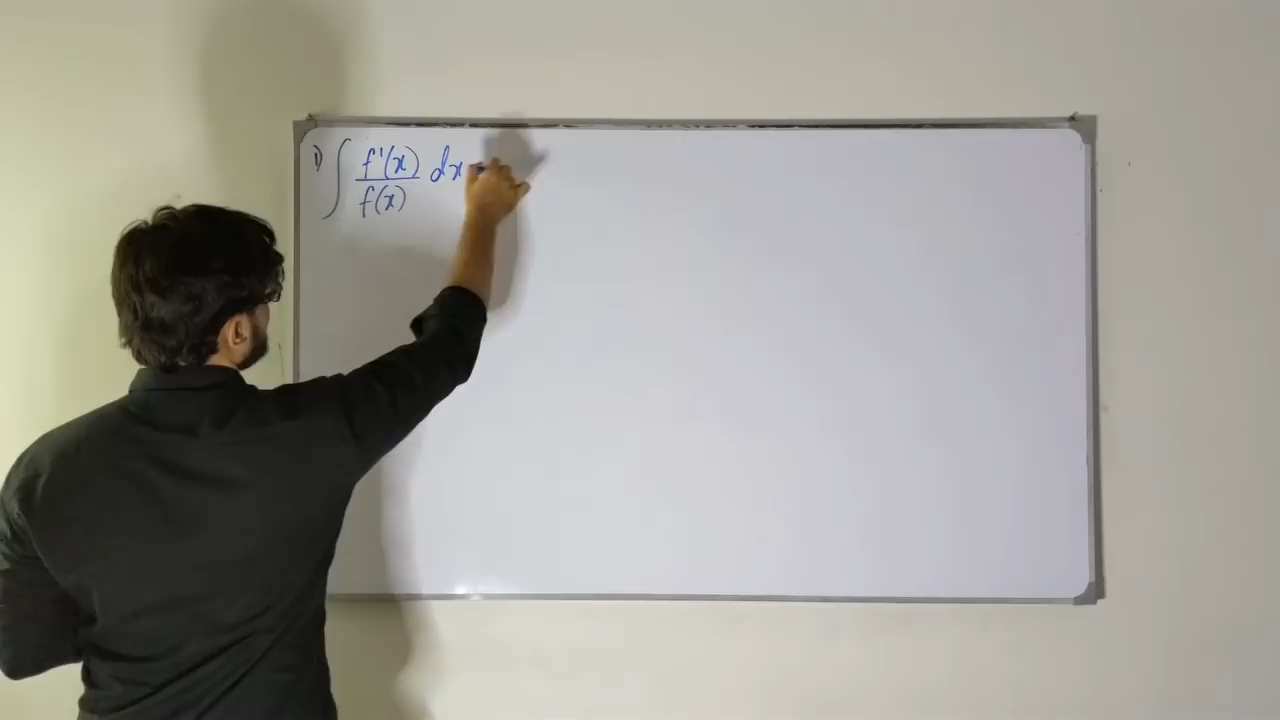 1) ∫ f'(x)/f(x) dx